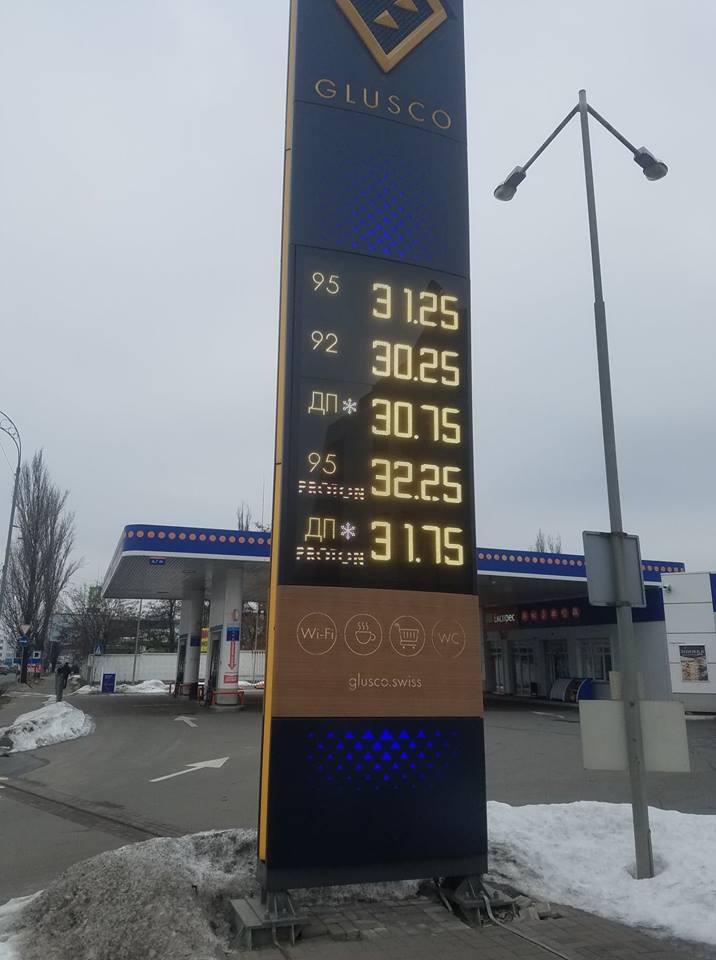 GLUSCO
95 31.25
92 30.25
ДП 30.75
95 32.25
PROTON
ДП 31.75
PROTON
Wi-Fi
WC
glusco.swiss